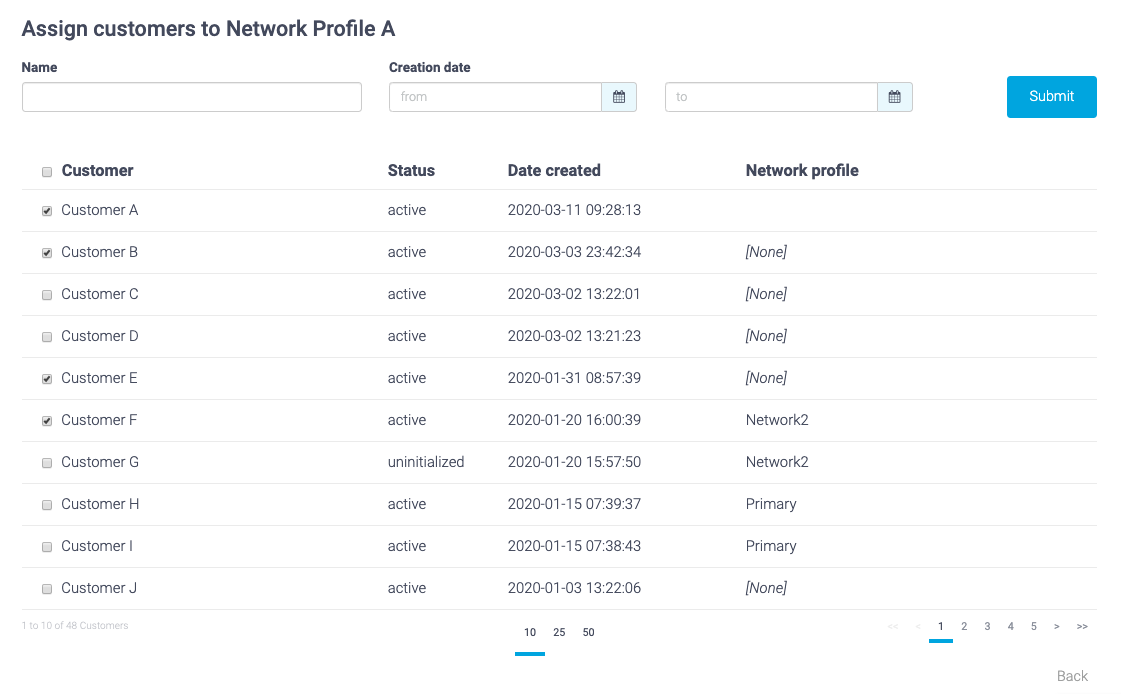 Assign customers to Network Profile A
Name Creation date
from to Submit
Customer Status Date created Network profile
Customer A active 2020-03-11 09:28:13
Customer B active 2020-03-03 23:42:34 [None]
Customer C active 2020-03-02 13:22:01 [None]
Customer D active 2020-03-02 13:21:23 [None]
Customer E active 2020-01-31 08:57:39 [None]
Customer F active 2020-01-20 16:00:39 Network2
Customer G uninitialized 2020-01-20 15:57:50 Network2
Customer H active 2020-01-15 07:39:37 Primary
Customer I active 2020-01-15 07:38:43 Primary
Customer J active 2020-01-03 13:22:06 [None]
1 to 10 of 48 Customers 10 25 50 << < 1 2 3 4 5 > >>
Back